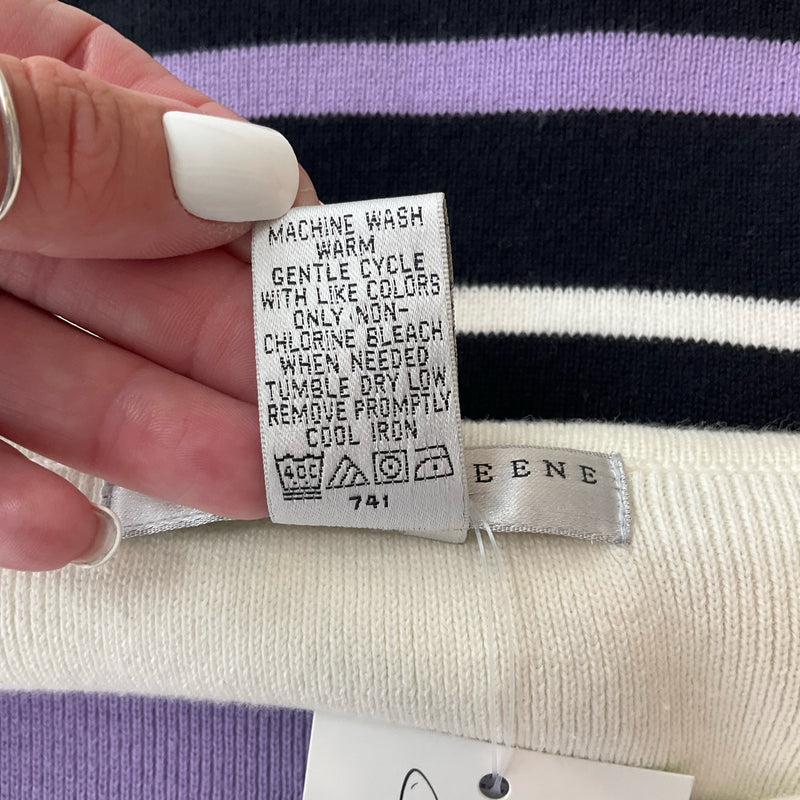 MACHINE WASH
WARM
GENTLE CYCLE
WITH LIKE COLORS
ONLY NON-
CHLORINE BLEACH
WHEN NEEDED
TUMBLE DRY LOW
REMOVE PROMPTLY
COOL IRON
40C
741
EENE